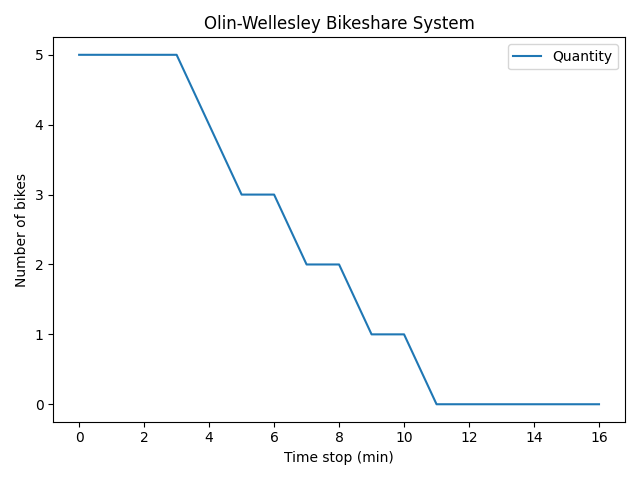 Olin-Wellesley Bikeshare System
Quantity
5
4
3
2
1
0
Number of bikes
0 2 4 6 8 10 12 14 16
Time stop (min)